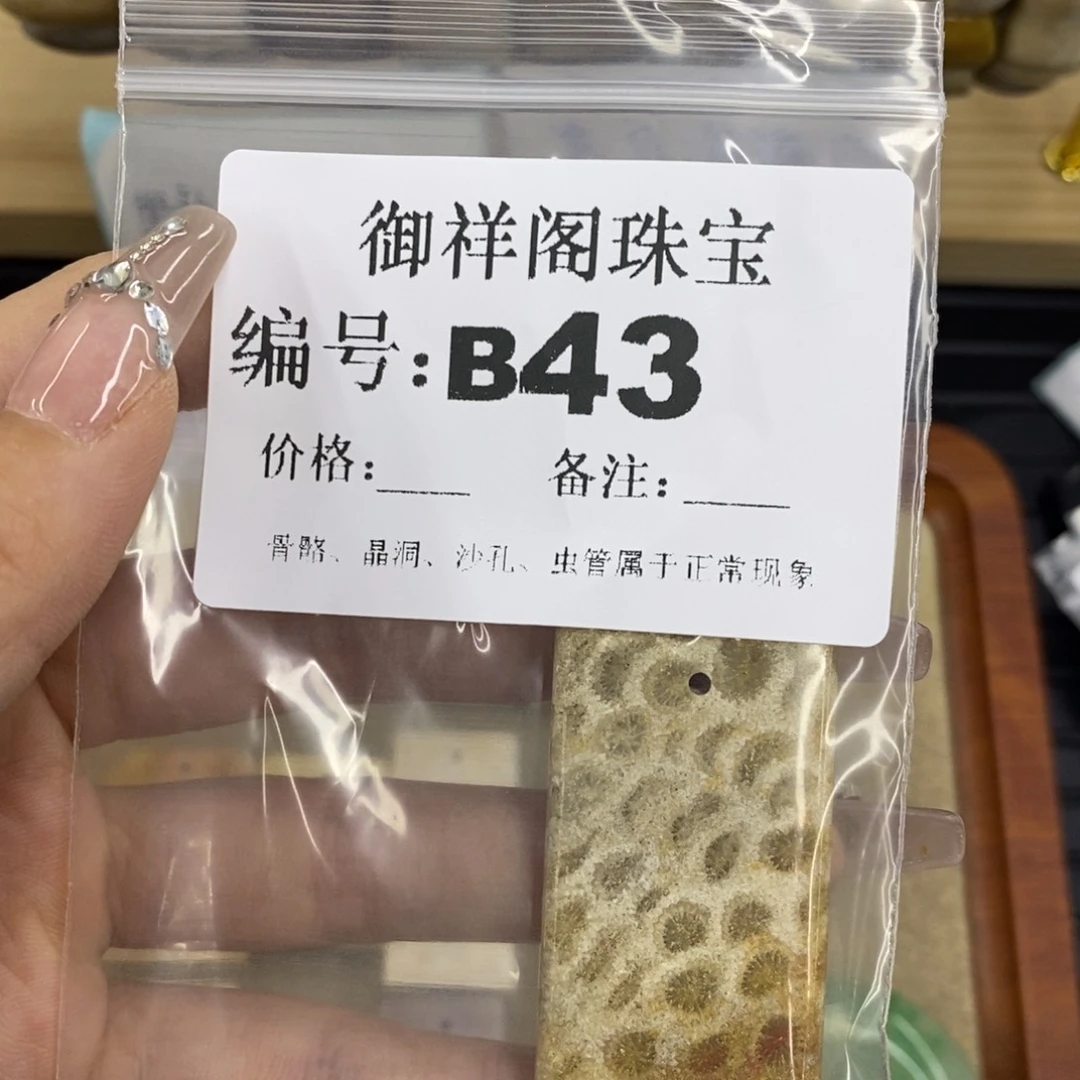 御祥阁珠宝
编号:B43
价格:____ 备注:____
骨骼、晶洞、沙孔、虫管属于正常现象